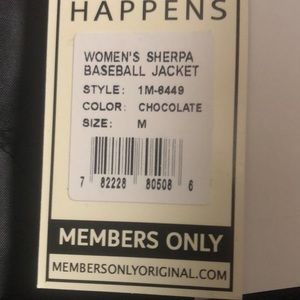 HAPPENS
WOMEN'S SHERPA
BASEBALL JACKET
STYLE: 1M-6449
COLOR: CHOCOLATE
SIZE: M
7 82228 80508 6
MEMBERS ONLY
MEMBERSONLYORIGINAL.COM